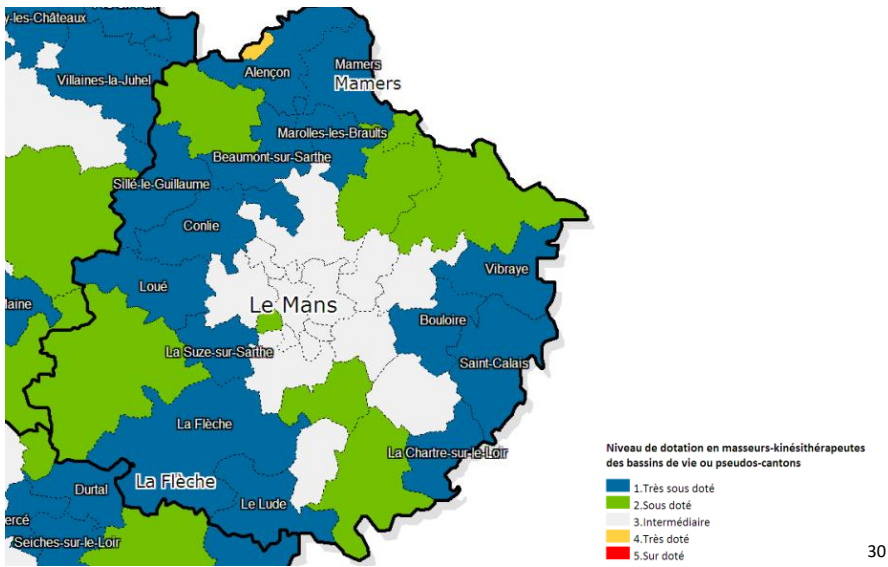 y-les-Châteaux
Villaines-la-Juhel
Alençon
Mamers
Mamers
Marolles-les-Braults
Beaumont-sur-Sarthe
Sillé-le-Guillaume
Conlie
Vibraye
Loué
laine
Le Mans
Bouloire
La Suze-sur-Sarthe
Saint-Calais
La Flèche
La Chartre-sur-le-Loir
La Flèche
Durtal
Le Lude
ercé
Seiches-sur-le-Loir
Niveau de dotation en masseurs-kinésithérapeutes
des bassins de vie ou pseudos-cantons
1.Très sous doté
2.Sous doté
3.Intermédiaire
4.Très doté
5.Sur doté
30